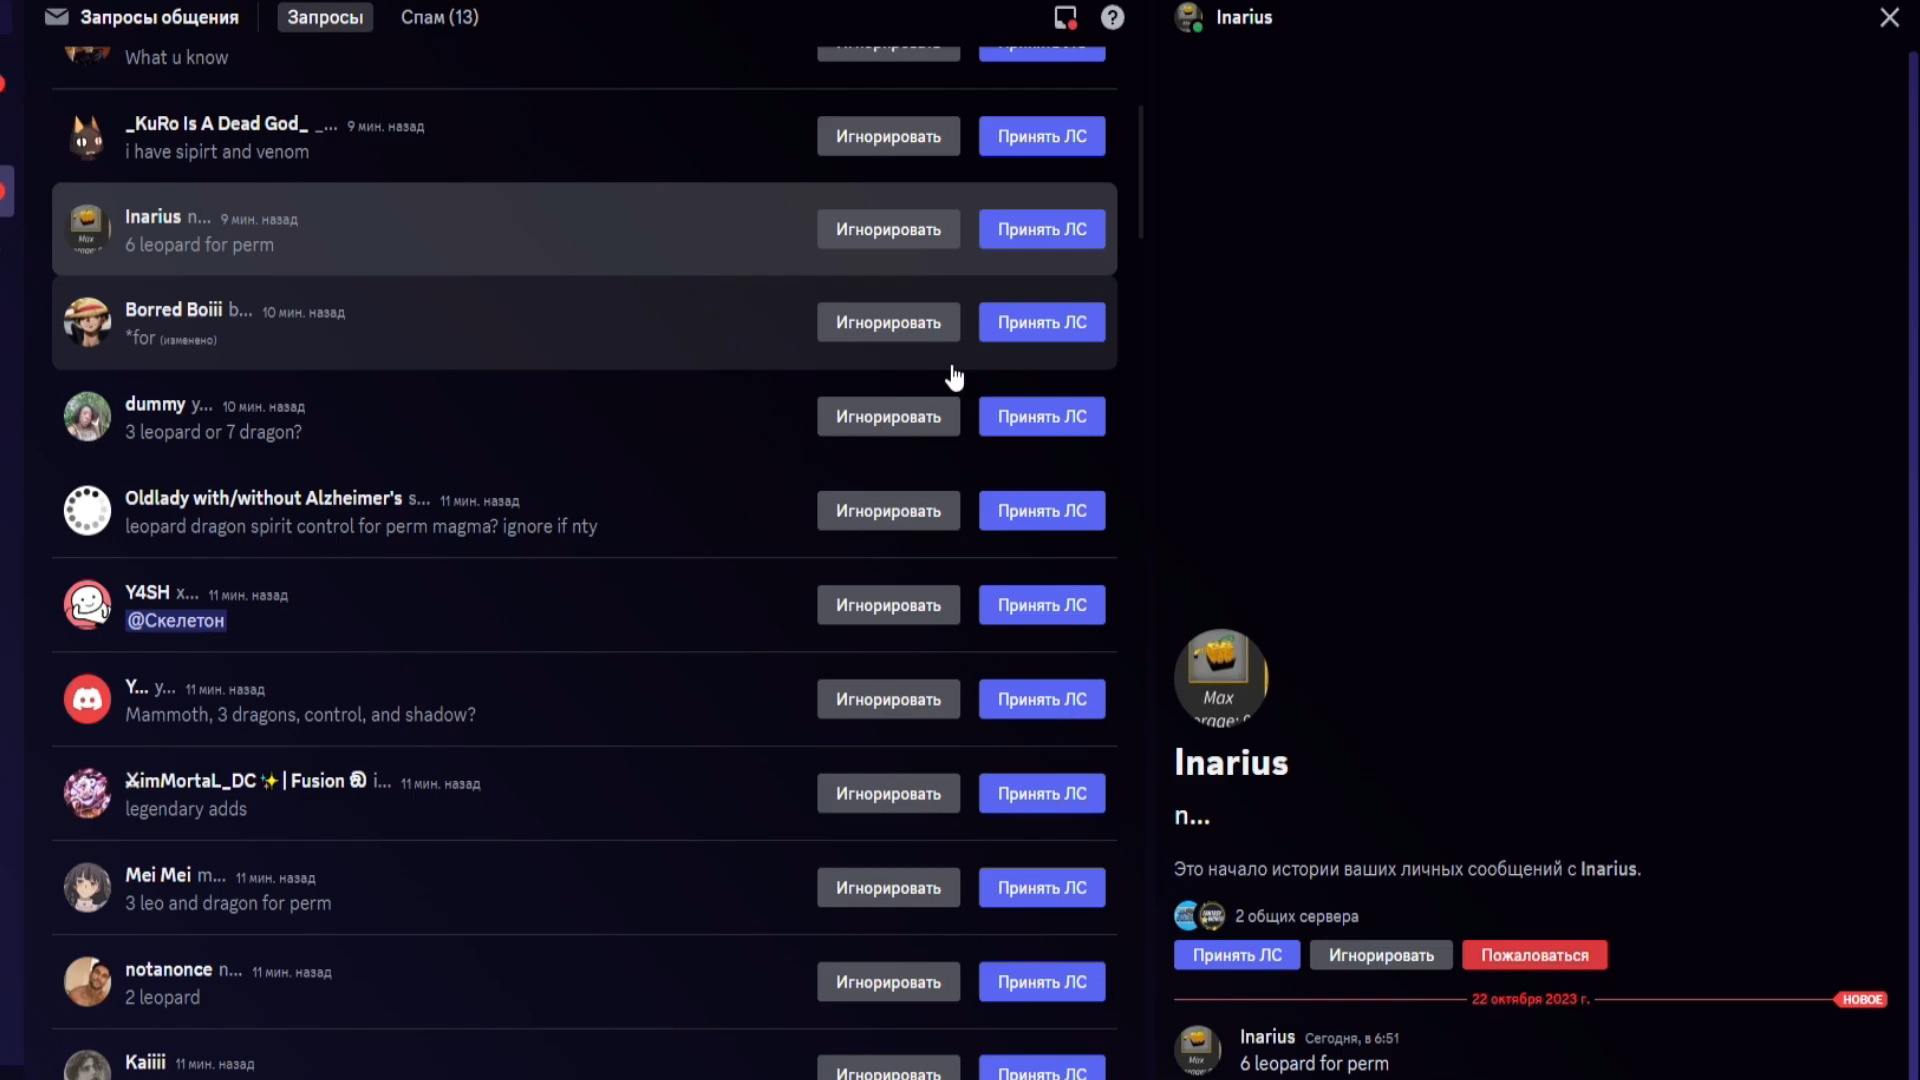 Запросы общения
Запросы
Спам (13)
Inarius
What u know
_KuRo Is A Dead God_ _... 9 мин. назад
i have sipirt and venom
Игнорировать
Принять ЛС
Inarius n... 9 мин. назад
6 leopard for perm
Игнорировать
Принять ЛС
Max
Borred Boiii b... 10 мин. назад
*for (изменено)
Игнорировать
Принять ЛС
dummy y... 10 мин. назад
3 leopard or 7 dragon?
Игнорировать
Принять ЛС
Oldlady with/without Alzheimer's s... 11 мин. назад
leopard dragon spirit control for perm magma? ignore if nty
Игнорировать
Принять ЛС
Y4SH x... 11 мин. назад
@Скелетон
Игнорировать
Принять ЛС
Y... y... 11 мин. назад
Mammoth, 3 dragons, control, and shadow?
Игнорировать
Принять ЛС
XimMortaL_DC✨| Fusion i... 11 мин. назад
legendary adds
Игнорировать
Принять ЛС
Mei Mei m... 11 мин. назад
3 leo and dragon for perm
Игнорировать
Принять ЛС
notanonce n... 11 мин. назад
2 leopard
Игнорировать
Принять ЛС
Kaiiii 11 мин. назад
Игнорировать
Принять ЛС
Max
Inarius
n...
Это начало истории ваших личных сообщений с Inarius.
2 общих сервера
Принять ЛС
Игнорировать
Пожаловаться
22 октября 2023 г.
НОВОЕ
Inarius Сегодня, в 6:51
6 leopard for perm
Max